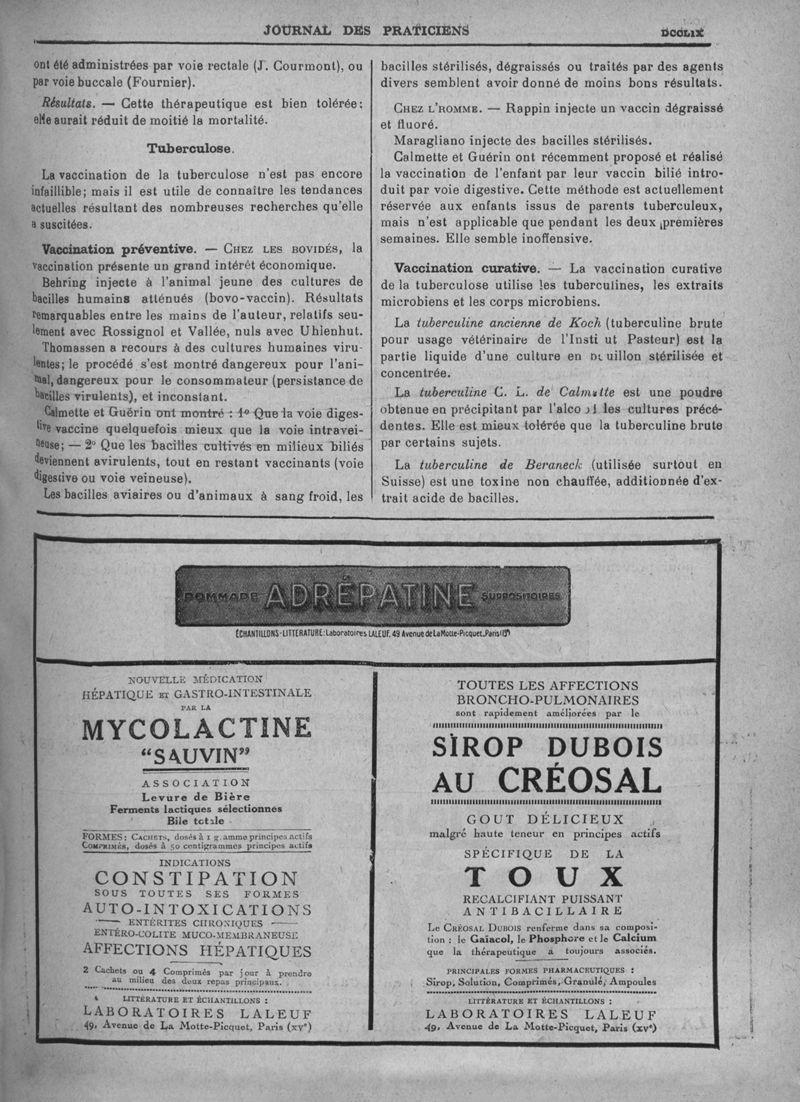 JOURNAL DES PRATICIENS
DCCLIX
ont été administrées par voie rectale (J. Courmont), ou
par voie buccale (Fournier).
Résultats. — Cette thérapeutique est bien tolérée;
elle aurait réduit de moitié la mortalité.
Tuberculose.
La vaccination de la tuberculose n'est pas encore
infaillible; mais il est utile de connaître les tendances
actuelles résultant des nombreuses recherches qu'elle
a suscitées.
Vaccination préventive. — CHEZ LES BOVIDÉS, la
vaccination présente un grand intérêt économique.
Behring injecte à l'animal jeune des cultures de
bacilles humains atténués (bovo-vaccin). Résultats
remarquables entre les mains de l'auteur, relatifs seu-
lement avec Rossignol et Vallée, nuls avec Uhlenhut.
Thomassen a recours à des cultures humaines viru-
lentes; le procédé s'est montré dangereux pour l'ani-
mal, dangereux pour le consommateur (persistance de
bacilles virulents), et inconstant.
Calmette et Guérin ont montré : 1º Que la voie diges-
tive vaccine quelquefois mieux que la voie intravei-
neuse; — 2º Que les bacilles cultivés en milieux biliés
deviennent avirulents, tout en restant vaccinants (voie
digestive ou voie veineuse).
Les bacilles aviaires ou d'animaux à sang froid, les
bacilles stérilisés, dégraissés ou traités par des agents
divers semblent avoir donné de moins bons résultats.
CHEZ L'HOMME. — Rappin injecte un vaccin dégraissé
et fluoré.
Maragliano injecte des bacilles stérilisés.
Calmette et Guérin ont récemment proposé et réalisé
la vaccination de l'enfant par leur vaccin bilié intro-
duit par voie digestive. Cette méthode est actuellement
réservée aux enfants issus de parents tuberculeux,
mais n'est applicable que pendant les deux premières
semaines. Elle semble inoffensive.
Vaccination curative. — La vaccination curative
de la tuberculose utilise les tuberculines, les extraits
microbiens et les corps microbiens.
La tuberculine ancienne de Koch (tuberculine brute
pour usage vétérinaire de l'Insti ut Pasteur) est la
partie liquide d'une culture en bouillon stérilisée et
concentrée.
La tuberculine C. L. de Calmette est une poudre
obtenue en précipitant par l'alcool les cultures précé-
dentes. Elle est mieux tolérée que la tuberculine brute
par certains sujets.
La tuberculine de Beraneck (utilisée surtout en
Suisse) est une toxine non chauffée, additionnée d'ex-
trait acide de bacilles.
POMMADE ADRÉPATINE SUPPOSITOIRES
ÉCHANTILLONS-LITTERATURE: Laboratoires LALEUF, 49 Avenue de La Motte-Picquet_Paris (15e)
NOUVELLE MÉDICATION
HÉPATIQUE ET GASTRO-INTESTINALE
PAR LA
MYCOLACTINE
"SAUVIN"
ASSOCIATION
Levure de Bière
Ferments lactiques sélectionnes
Bile totale
FORMES: CACHETS, dosés à 1 gramme principes actifs
COMPRIMÉS, dosés à 50 centigrammes principes actifs
INDICATIONS
CONSTIPATION
SOUS TOUTES SES FORMES
AUTO-INTOXICATIONS
ENTÉRITES CHRONIQUES
ENTÉRO-COLITE MUCO-MEMBRANEUSE
AFFECTIONS HÉPATIQUES
2 Cachets ou 4 Comprimés par jour à prendre
au milieu des deux repas principaux.
LITTÉRATURE ET ÉCHANTILLONS :
LABORATOIRES LALEUF
49, Avenue de La Motte-Picquet, Paris (XVe)
TOUTES LES AFFECTIONS
BRONCHO-PULMONAIRES
sont rapidement améliorées par le
SIROP DUBOIS
AU CRÉOSAL
GOUT DÉLICIEUX
malgré haute teneur en principes actifs
SPÉCIFIQUE DE LA
TOUX
RECALCIFIANT PUISSANT
ANTIBACILLAIRE
Le CRÉOSAL DUBOIS renferme dans sa composi-
tion : le Gaïacol, le Phosphore et le Calcium
que la thérapeutique a toujours associés.
PRINCIPALES FORMES PHARMACEUTIQUES :
Sirop, Solution, Comprimés, Granulé, Ampoules
LITTÉRATURE ET ÉCHANTILLONS :
LABORATOIRES LALEUF
49, Avenue de La Motte-Picquet, Paris (XVe)